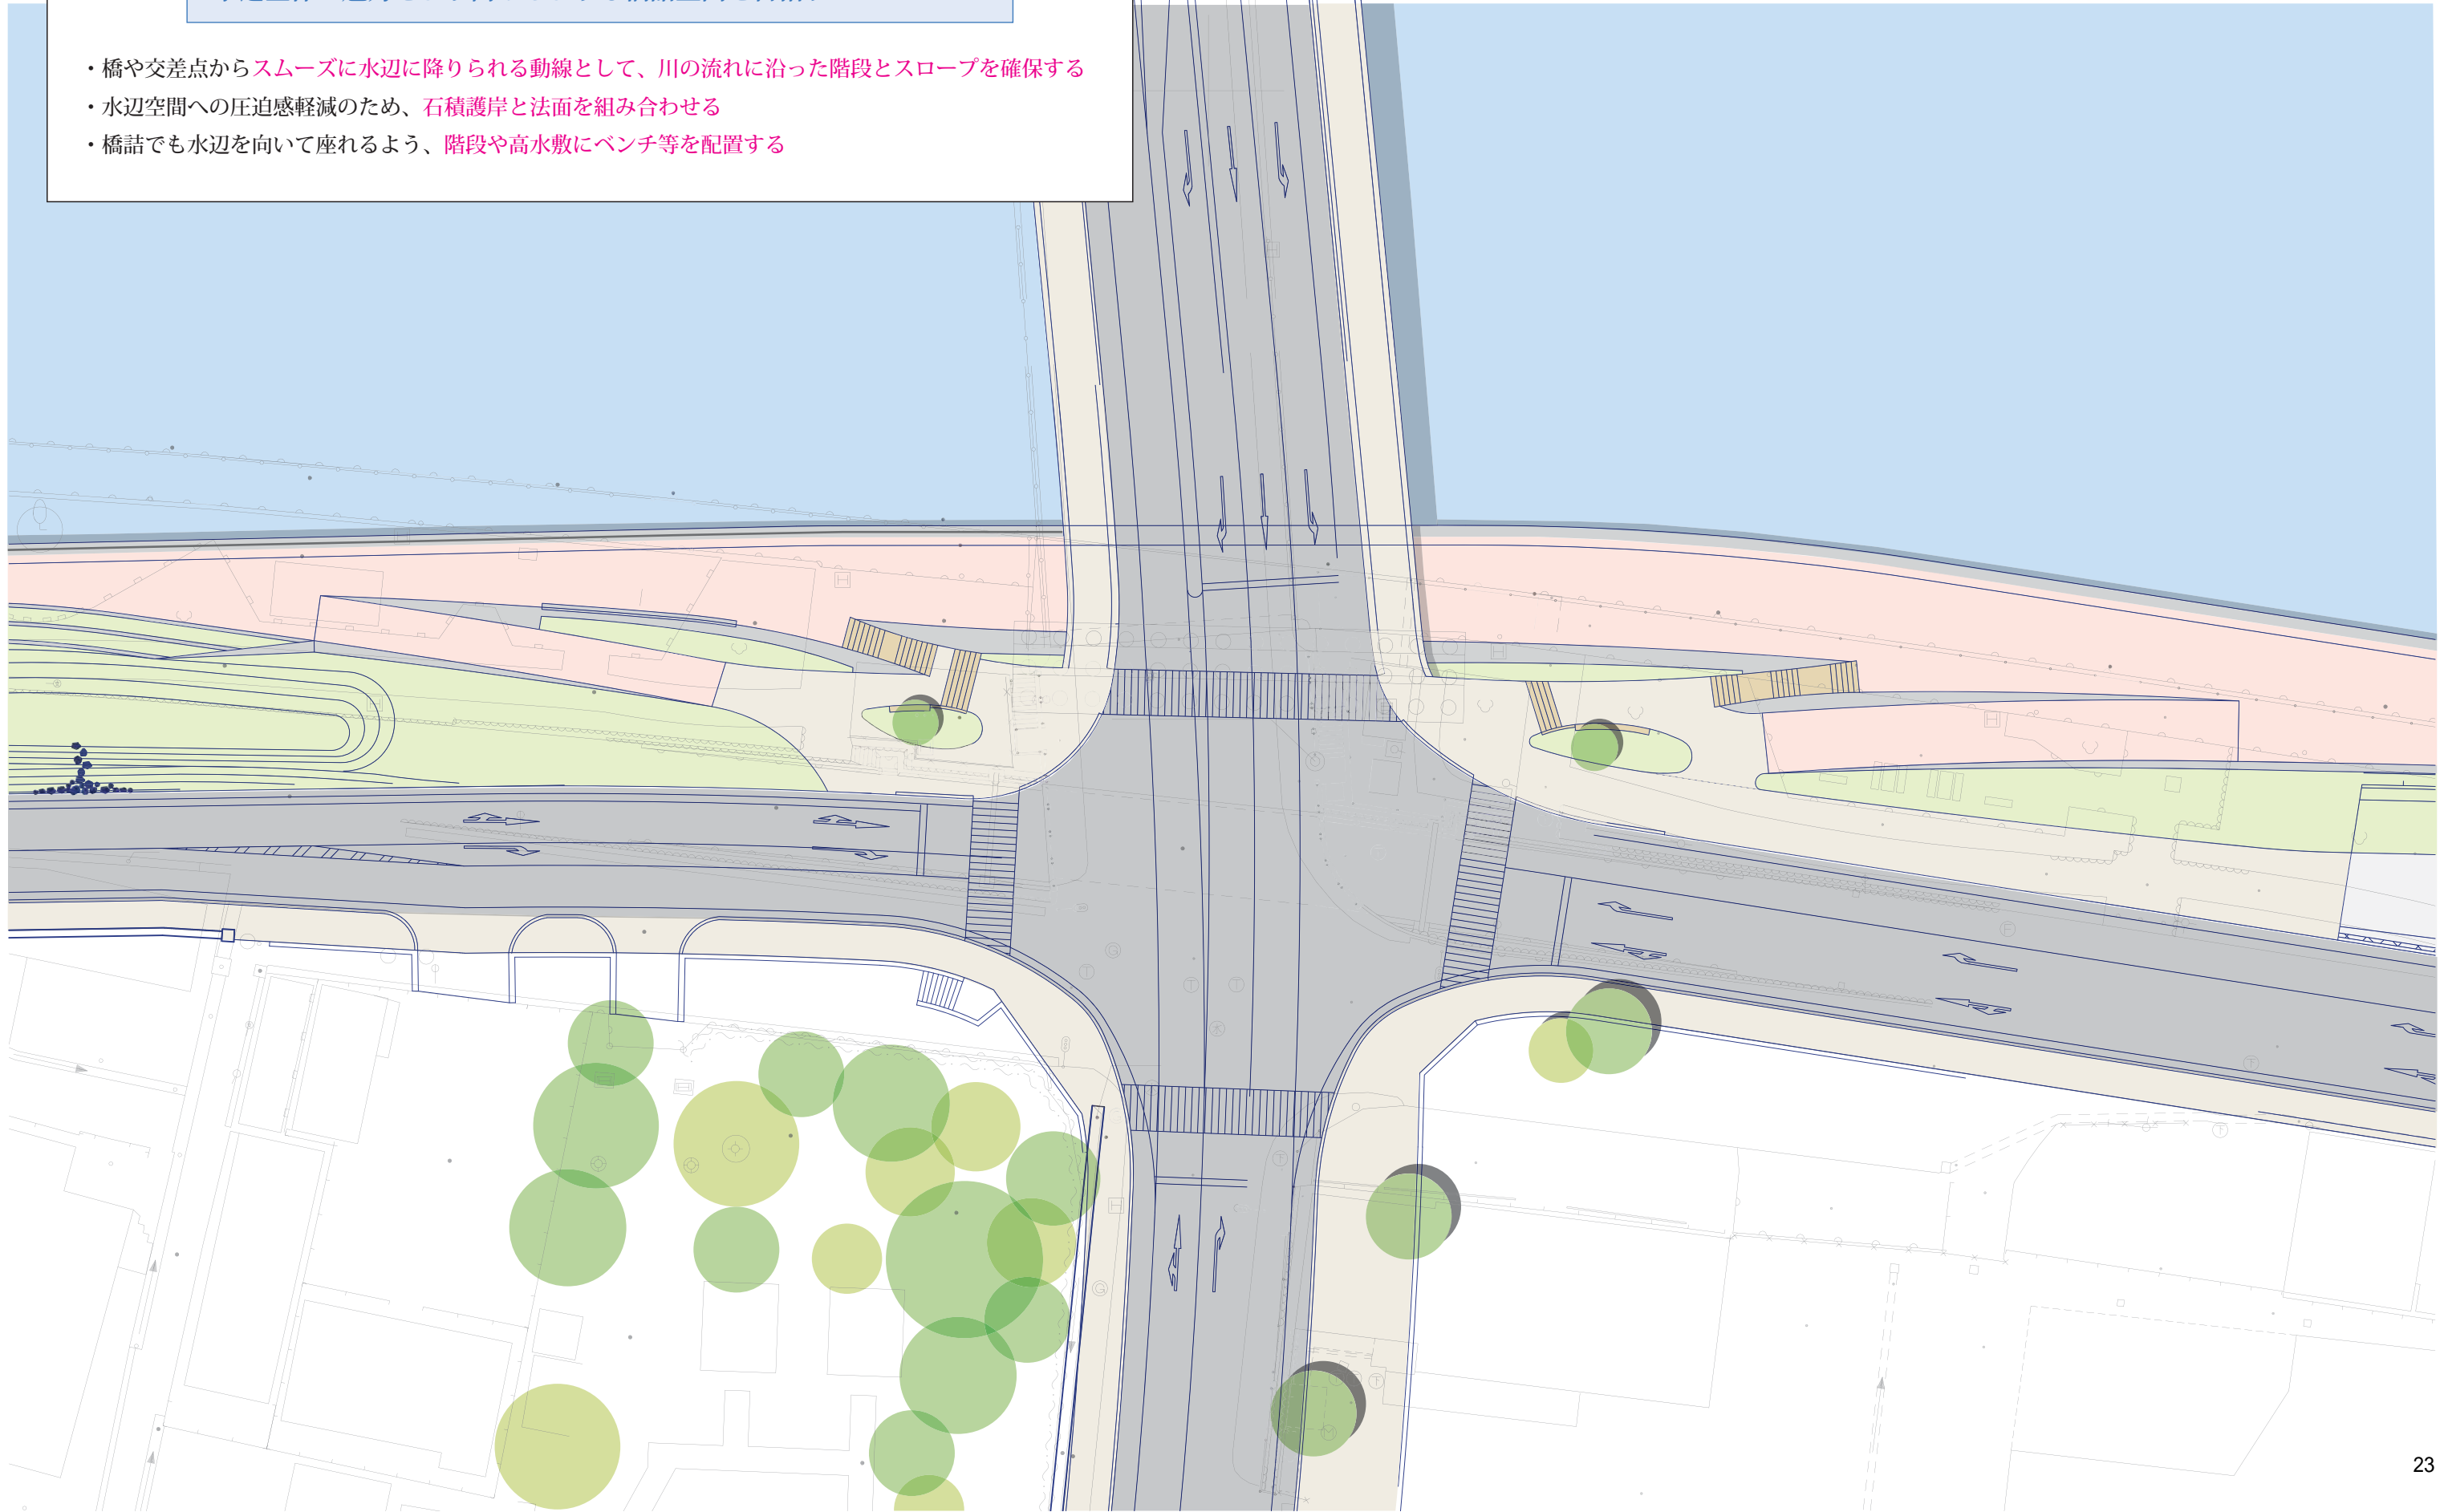 ・橋や交差点からスムーズに水辺に降りられる動線として、川の流れに沿った階段とスロープを確保する
・水辺空間への圧迫感軽減のため、石積護岸と法面を組み合わせる
・橋詰でも水辺を向いて座れるよう、階段や高水敷にベンチ等を配置する
23